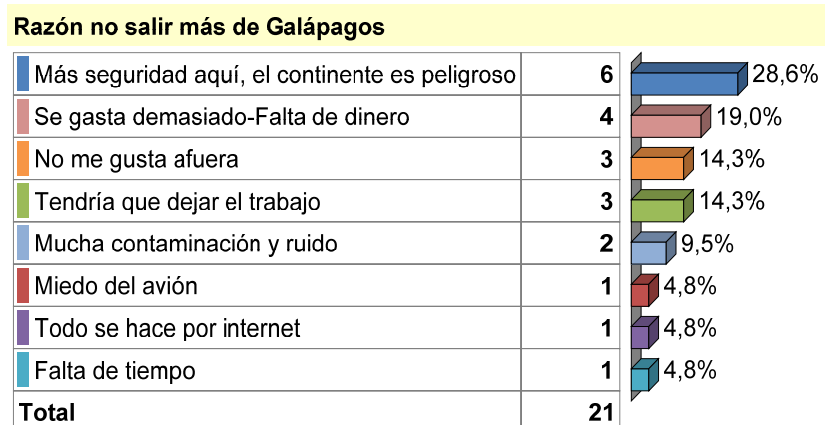 Razón no salir más de Galápagos
Más seguridad aquí, el continente es peligroso 6 28,6%
Se gasta demasiado-Falta de dinero 4 19,0%
No me gusta afuera 3 14,3%
Tendría que dejar el trabajo 3 14,3%
Mucha contaminación y ruido 2 9,5%
Miedo del avión 1 4,8%
Todo se hace por internet 1 4,8%
Falta de tiempo 1 4,8%
Total 21